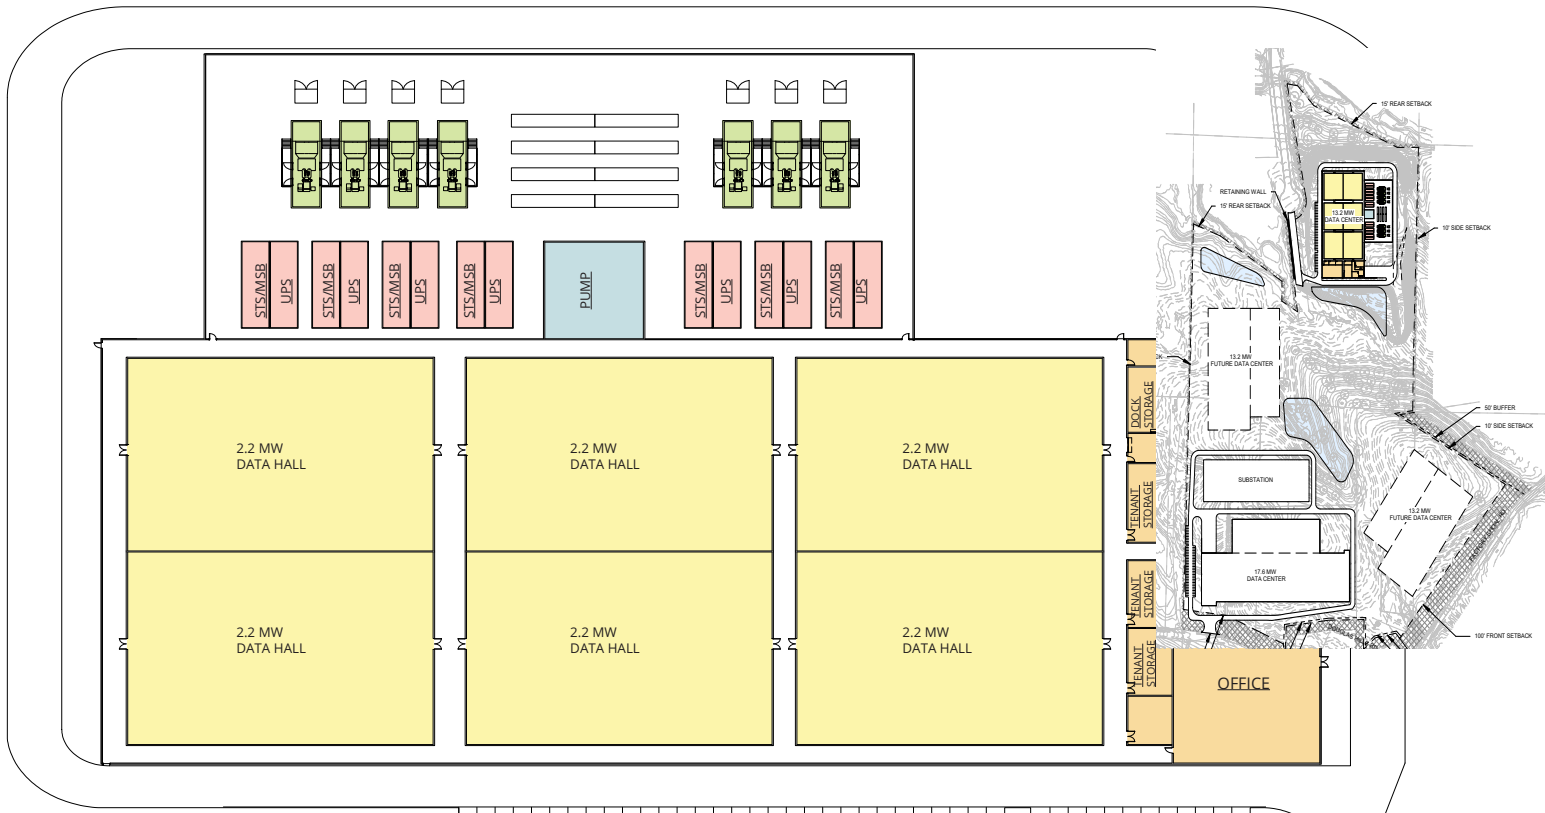 STS/MSB
UPS
STS/MSB
UPS
STS/MSB
UPS
STS/MSB
UPS
PUMP
STS/MSB
UPS
STS/MSB
UPS
STS/MSB
UPS
2.2 MW
DATA HALL
2.2 MW
DATA HALL
2.2 MW
DATA HALL
2.2 MW
DATA HALL
2.2 MW
DATA HALL
2.2 MW
DATA HALL
DOCK
STORAGE
TENANT
STORAGE
TENANT
STORAGE
TENANT
STORAGE
OFFICE
15' REAR SETBACK
RETAINING WALL
15' REAR SETBACK
13.2 MW
DATA CENTER
10' SIDE SETBACK
13.2 MW
FUTURE DATA CENTER
50' BUFFER
10' SIDE SETBACK
SUBSTATION
13.2 MW
FUTURE DATA CENTER
17.6 MW
DATA CENTER
100' FRONT SETBACK